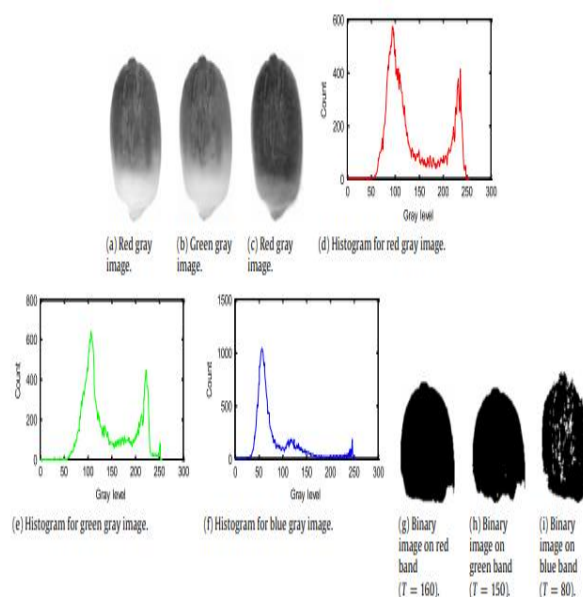 600
400
200
0
Count
0 50 100 150 200 250 300
Gray level
(a) Red gray
image.
(b) Green gray
image.
(c) Red gray
image.
(d) Histogram for red gray image.
800
600
400
200
0
Count
0 50 100 150 200 250 300
Gray level
(e) Histogram for green gray image.
1500
1000
500
0
Count
0 50 100 150 200 250 300
Gray level
(f) Histogram for blue gray image.
(g) Binary
image on red
band
(T = 160).
(h) Binary
image on
green band
(T = 150).
(i) Binary
image on
blue band
(T = 80).